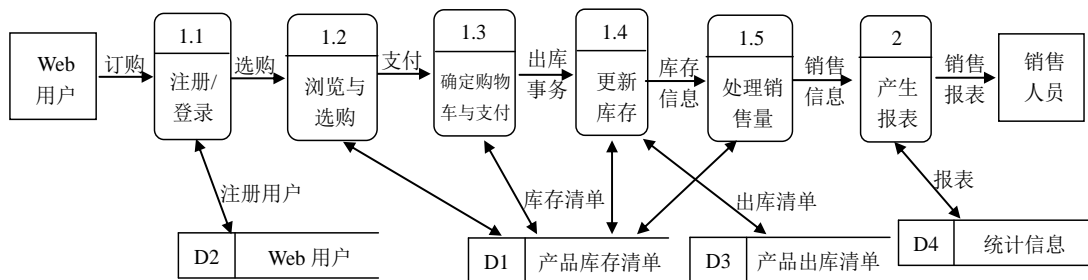 Web
用户
订购
1.1
注册/
登录
选购
1.2
浏览与
选购
支付
1.3
确定购物
车与支付
出库
事务
1.4
更新
库存
库存
信息
1.5
处理销
售量
销售
信息
2
产生
报表
销售
报表
销售
人员
注册用户
库存清单
出库清单
报表
D2 Web 用户
D1 产品库存清单
D3 产品出库清单
D4 统计信息